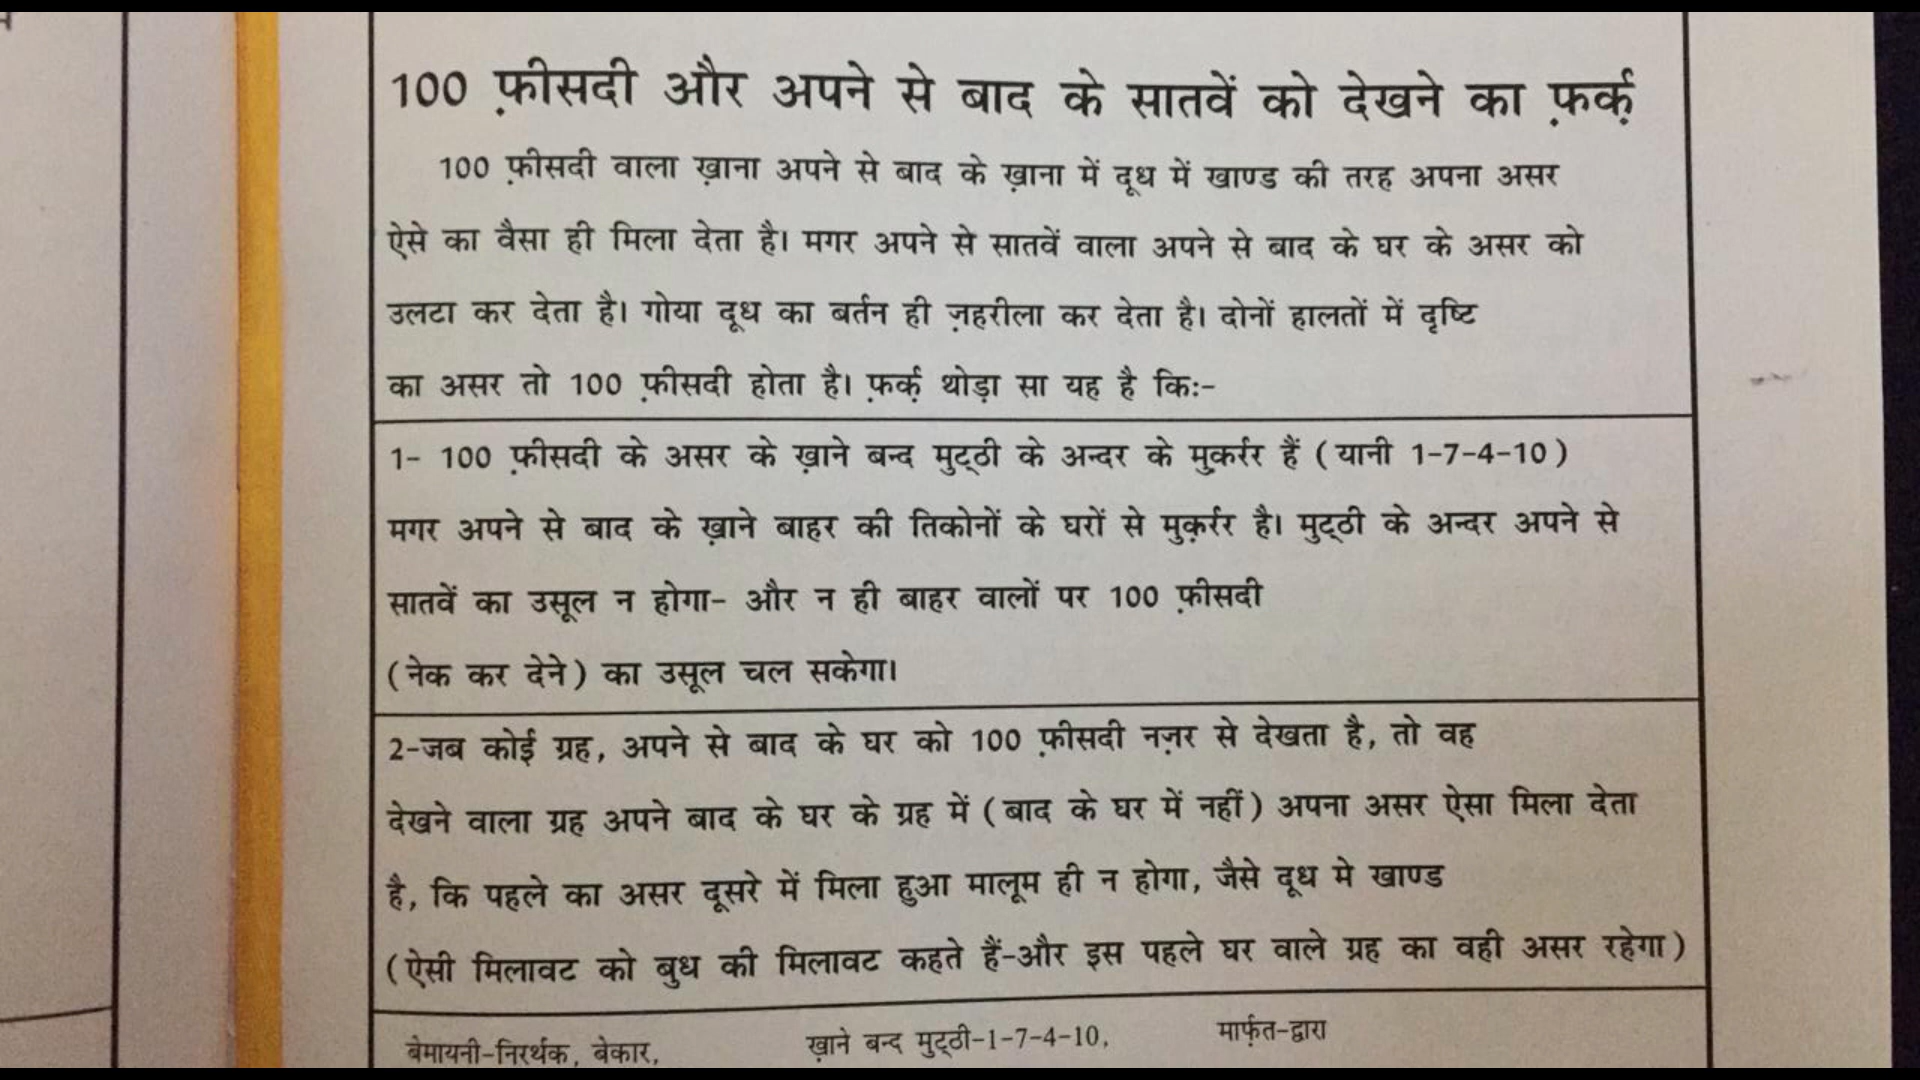 100 फ़ीसदी और अपने से बाद के सातवें को देखने का फ़र्क़
100 फ़ीसदी वाला ख़ाना अपने से बाद के ख़ाना में दूध में खाण्ड की तरह अपना असर
ऐसे का वैसा ही मिला देता है। मगर अपने से सातवें वाला अपने से बाद के घर के असर को
उलटा कर देता है। गोया दूध का बर्तन ही ज़हरीला कर देता है। दोनों हालतों में दृष्टि
का असर तो 100 फ़ीसदी होता है। फ़र्क़ थोड़ा सा यह है कि:-
1- 100 फ़ीसदी के असर के ख़ाने बन्द मुट्ठी के अन्दर के मुक़र्रर हैं (यानी 1-7-4-10)
मगर अपने से बाद के ख़ाने बाहर की तिकोनों के घरों से मुक़र्रर है। मुट्ठी के अन्दर अपने से
सातवें का उसूल न होगा- और न ही बाहर वालों पर 100 फ़ीसदी
(नेक कर देने) का उसूल चल सकेगा।
2-जब कोई ग्रह, अपने से बाद के घर को 100 फ़ीसदी नज़र से देखता है, तो वह
देखने वाला ग्रह अपने बाद के घर के ग्रह में (बाद के घर में नहीं) अपना असर ऐसा मिला देता
है, कि पहले का असर दूसरे में मिला हुआ मालूम ही न होगा, जैसे दूध मे खाण्ड
(ऐसी मिलावट को बुध की मिलावट कहते हैं-और इस पहले घर वाले ग्रह का वही असर रहेगा)
बेमायनी-निरर्थक, बेकार, ख़ाने बन्द मुट्ठी-1-7-4-10, मार्फ़त-द्वारा